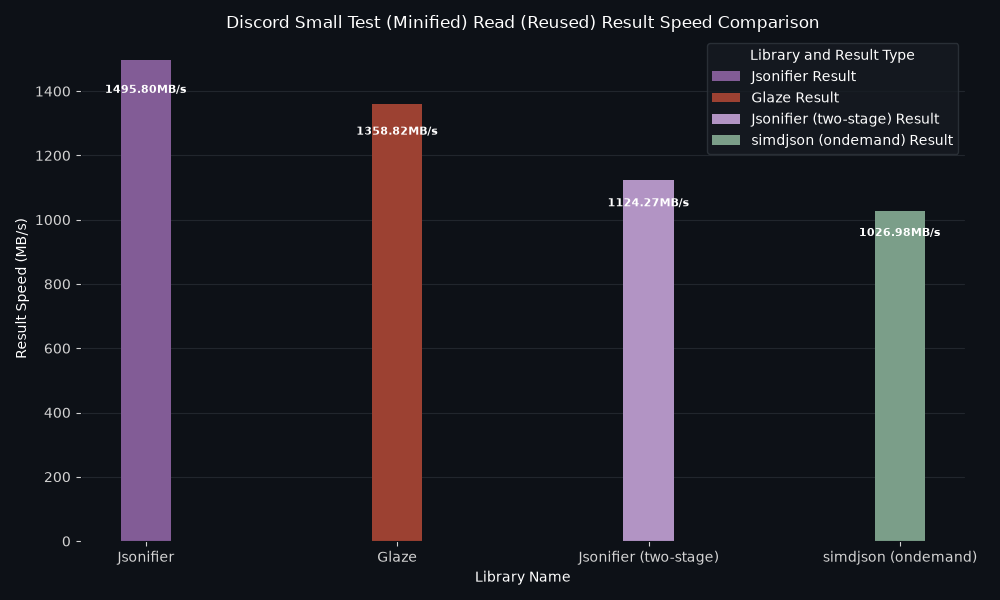 Discord Small Test (Minified) Read (Reused) Result Speed Comparison
Library and Result Type
Jsonifier Result
Glaze Result
Jsonifier (two-stage) Result
simdjson (ondemand) Result
1495.80MB/s
1358.82MB/s
1124.27MB/s
1026.98MB/s
Result Speed (MB/s)
1400
1200
1000
800
600
400
200
0
Jsonifier
Glaze
Jsonifier (two-stage)
simdjson (ondemand)
Library Name